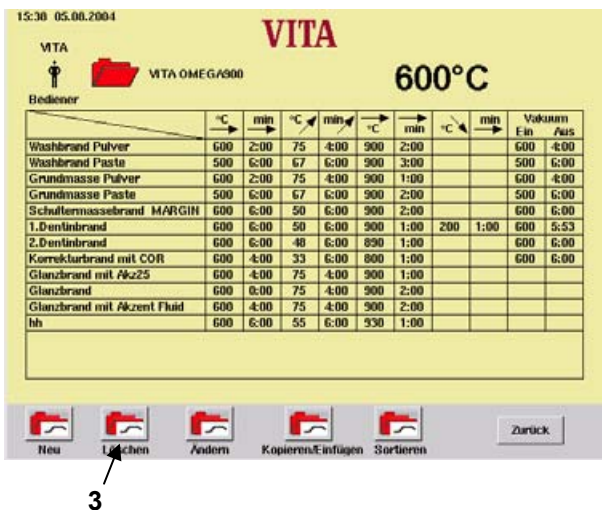 15:38 05.08.2004
VITA
VITA
VITA OMEGA900
600°C
Bediener
°C min °C min °C min °C min Vakuum
Ein Aus
Washbrand Pulver 600 2:00 75 4:00 900 2:00 600 4:00
Washbrand Paste 500 6:00 67 6:00 900 3:00 500 6:00
Grundmasse Pulver 600 2:00 75 4:00 900 1:00 600 4:00
Grundmasse Paste 500 6:00 67 6:00 900 2:00 500 6:00
Schultermassebrand MARGIN 600 6:00 50 6:00 900 2:00 600 6:00
1.Dentinbrand 600 6:00 50 6:00 900 1:00 200 1:00 600 5:53
2.Dentinbrand 600 6:00 48 6:00 890 1:00 600 6:00
Korrekturbrand mit COR 600 4:00 33 6:00 800 1:00 600 6:00
Glanzbrand mit Akz25 600 4:00 75 4:00 900 1:00
Glanzbrand 600 0:00 75 4:00 900 2:00
Glanzbrand mit Akzent Fluid 600 4:00 75 4:00 900 2:00
hh 600 6:00 55 6:00 930 1:00
Neu Löschen Ändern Kopieren/Einfügen Sortieren Zurück
3